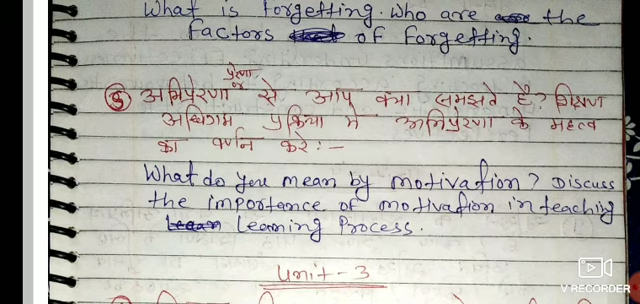 What is forgetting. Who are the
factors of forgetting.
प्रेरणा
5 अभिप्रेरणा से आप क्या समझते है? शिक्षण
अधिगम प्रक्रिया में अभिप्रेरणा के महत्व
का वर्णन करे:-
What do you mean by motivation? Discuss
the importance of motivation in teaching
learning Process.
Unit-3
V RECORDER